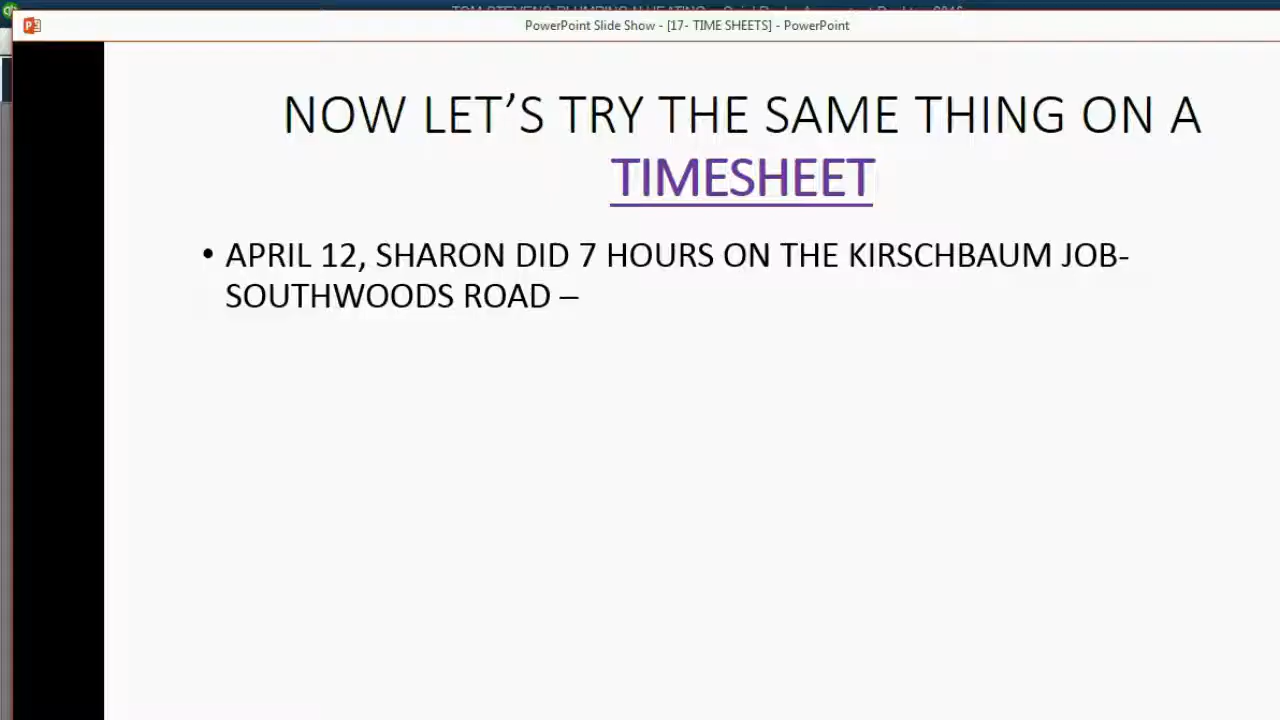 PowerPoint Slide Show - [17- TIME SHEETS] - PowerPoint
NOW LET’S TRY THE SAME THING ON A
TIMESHEET
• APRIL 12, SHARON DID 7 HOURS ON THE KIRSCHBAUM JOB-
SOUTHWOODS ROAD –